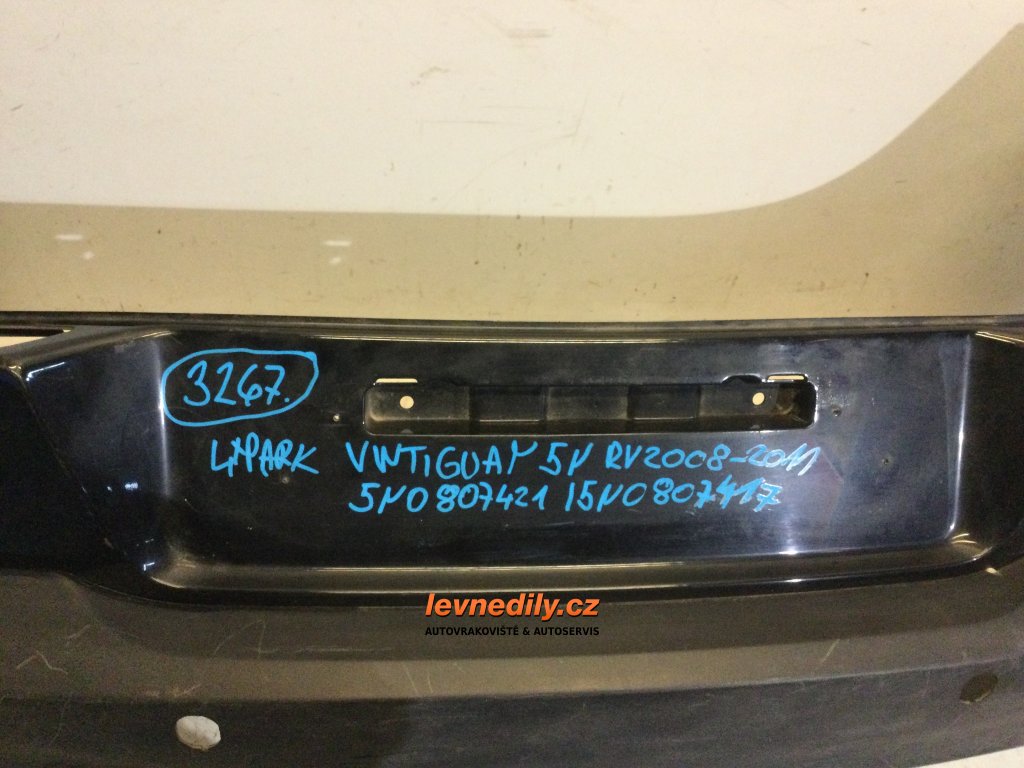 3267.
4XPARK VWTIGUAN 5N RV2008-2011
5N0807421 15N0807417
levnedily.cz
AUTOVRAKOVIŠTĚ & AUTOSERVIS